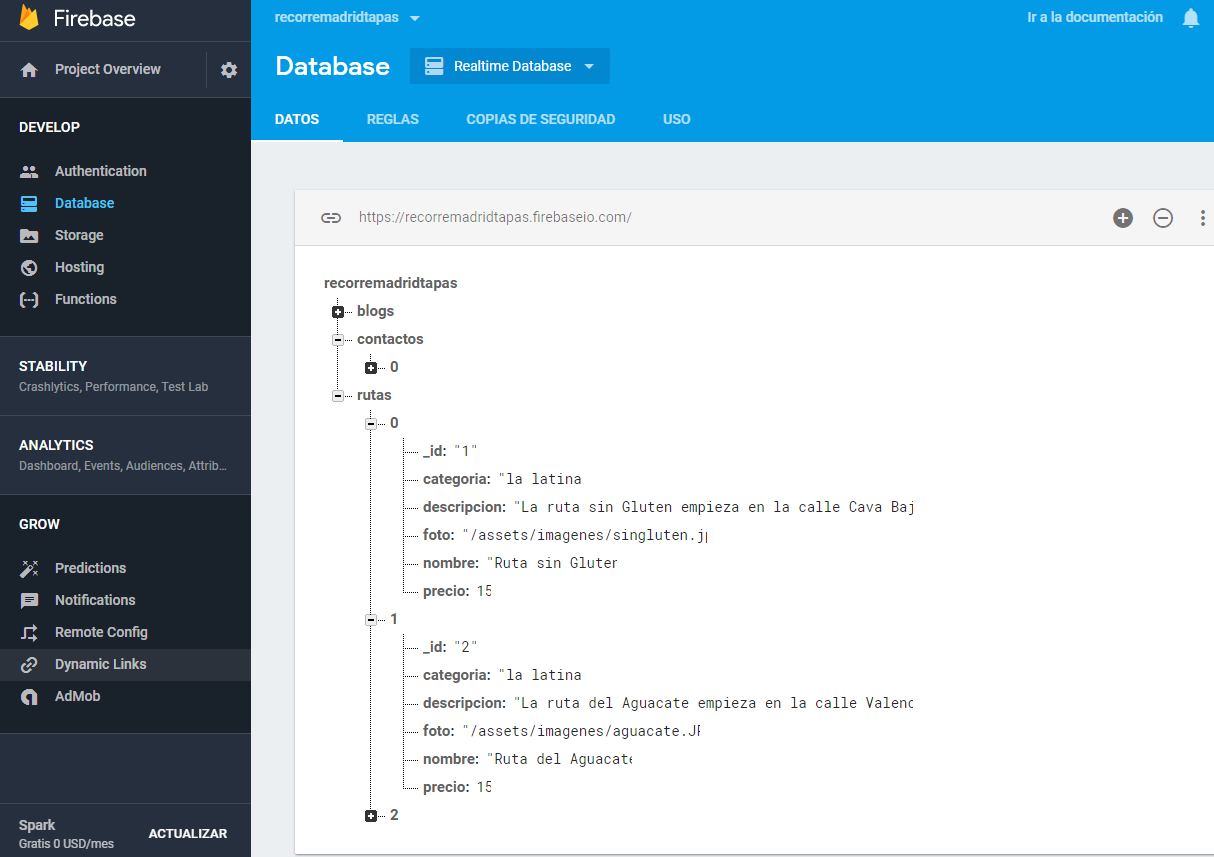 Firebase
Project Overview
DEVELOP
Authentication
Database
Storage
Hosting
Functions
STABILITY
Crashlytics, Performance, Test Lab
ANALYTICS
Dashboard, Events, Audiences, Attrib...
GROW
Predictions
Notifications
Remote Config
Dynamic Links
AdMob
Spark
Gratis 0 USD/mes
ACTUALIZAR
recorremadridtapas
Ir a la documentación
Database
Realtime Database
DATOS REGLAS COPIAS DE SEGURIDAD USO
https://recorremadridtapas.firebaseio.com/
recorremadridtapas
blogs
contactos
0
rutas
0
_id: "1"
categoria: "la latina
descripcion: "La ruta sin Gluten empieza en la calle Cava Baj
foto: "/assets/imagenes/singluten.jp
nombre: "Ruta sin Gluten
precio: 15
1
_id: "2"
categoria: "la latina
descripcion: "La ruta del Aguacate empieza en la calle Valenc
foto: "/assets/imagenes/aguacate.JP
nombre: "Ruta del Aguacate
precio: 15
2